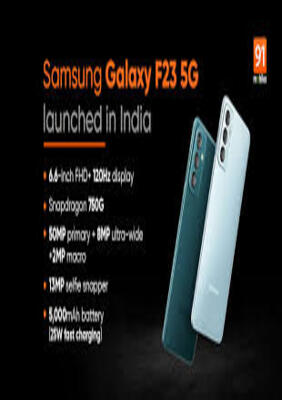 91
mobiles
Samsung Galaxy F23 5G
launched in India
6.6-inch FHD+ 120Hz display
Snapdragon 750G
50MP primary + 8MP ultra-wide
+2MP macro
13MP selfie snapper
5,000mAh battery
(25W fast charging)